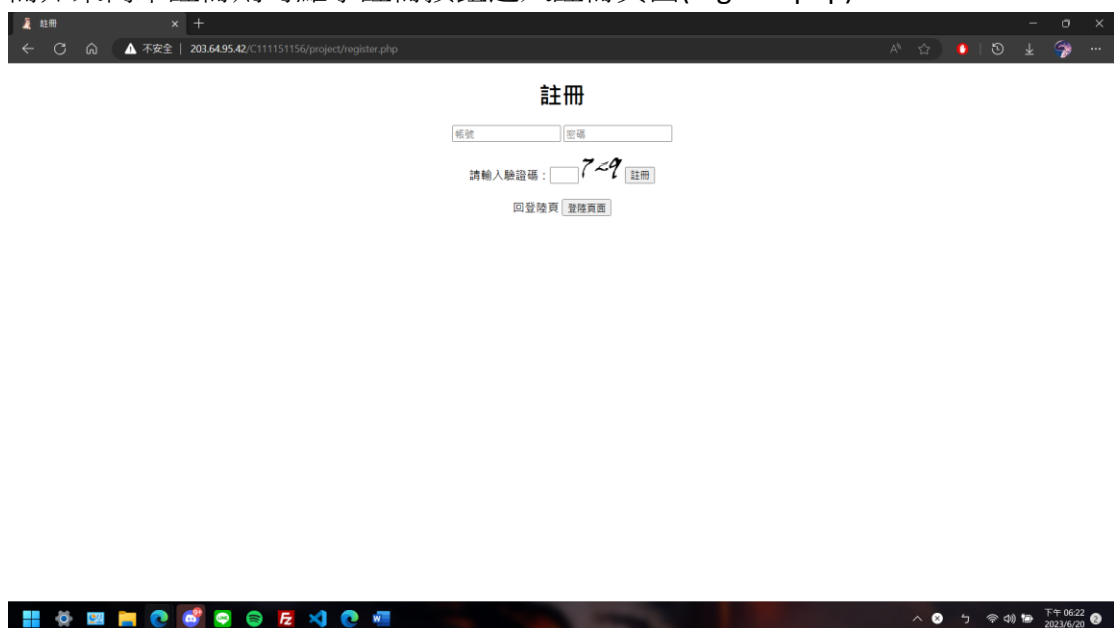 註冊
不安全 | 203.64.95.42/C111151156/project/register.php
註冊
帳號 密碼
請輸入驗證碼： 註冊
回登陸頁 登陸頁面
下午 06:22
2023/6/20